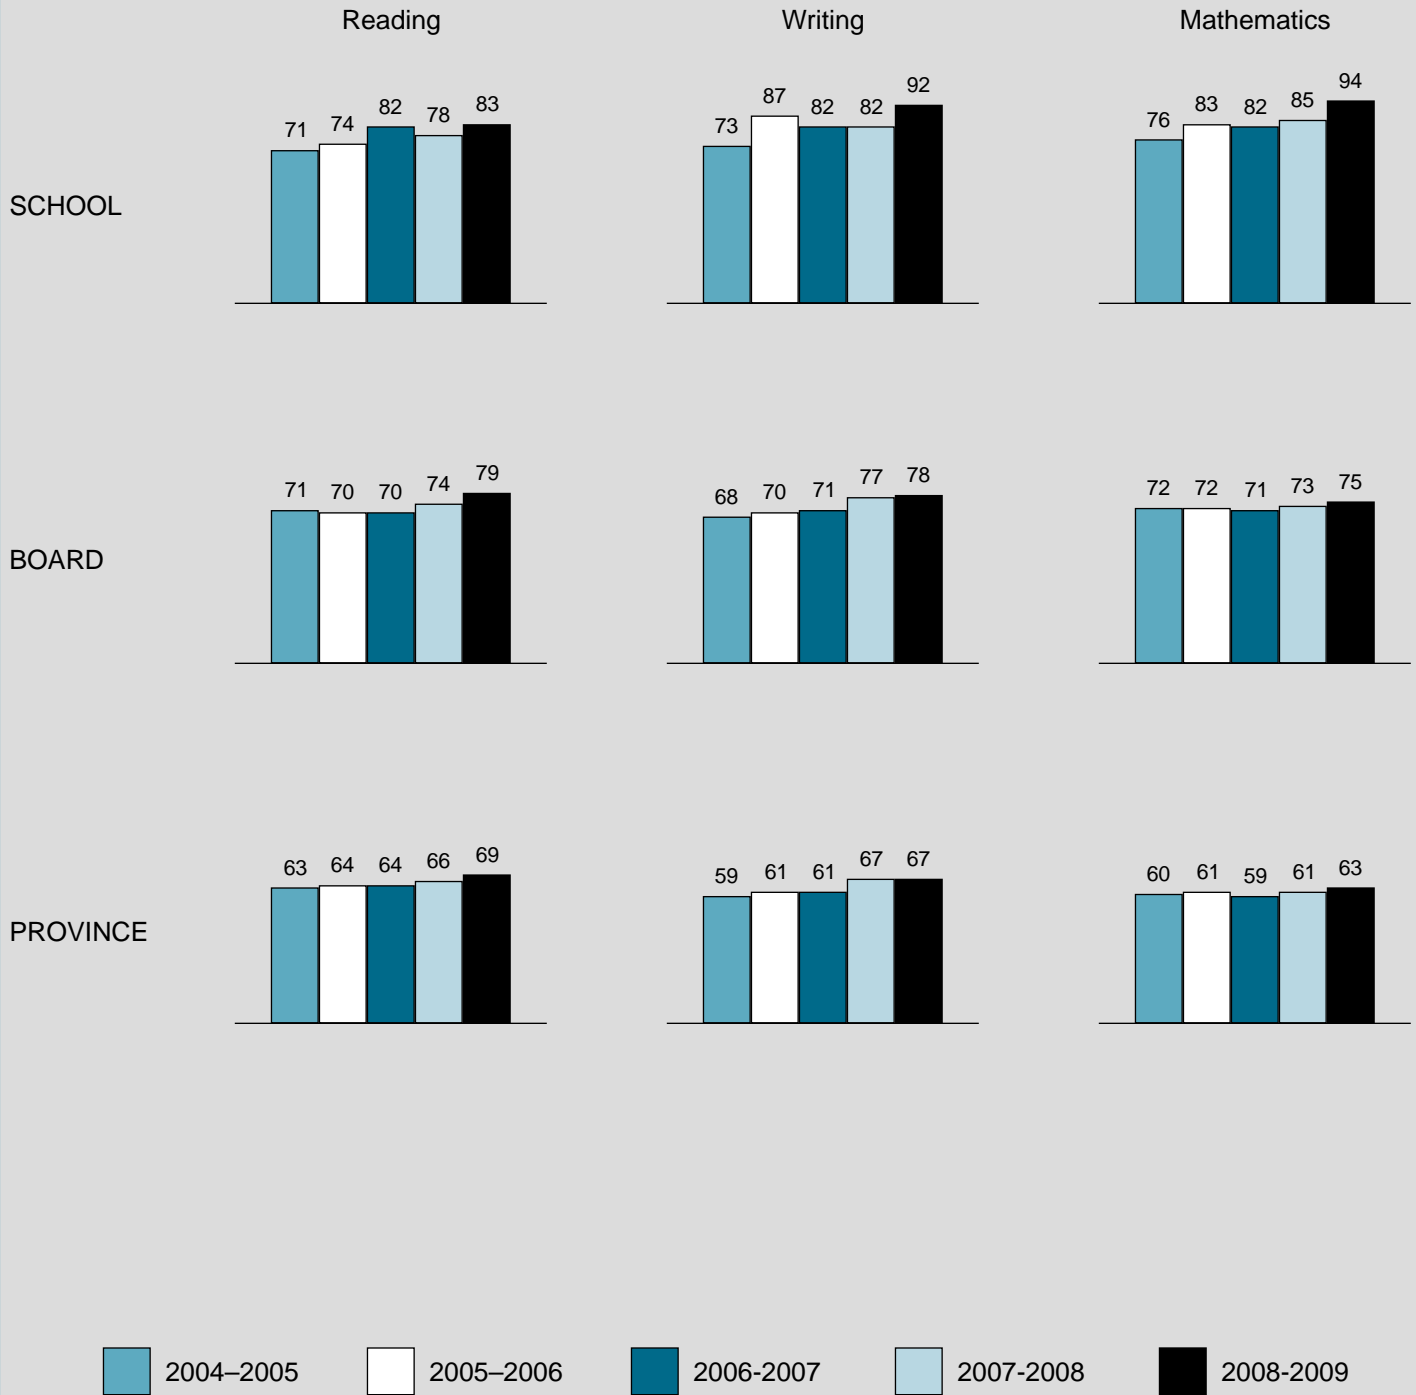 Reading Writing Mathematics
71 74 82 78 83 73 87 82 82 92 76 83 82 85 94
SCHOOL
71 70 70 74 79 68 70 71 77 78 72 72 71 73 75
BOARD
63 64 64 66 69 59 61 61 67 67 60 61 59 61 63
PROVINCE
2004–2005 2005–2006 2006-2007 2007-2008 2008-2009